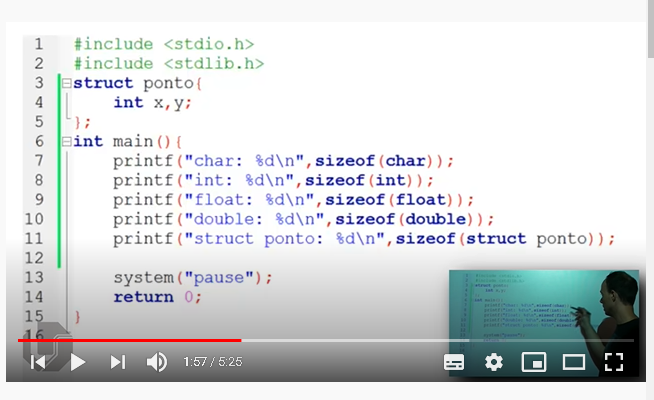 1 #include <stdio.h>
2 #include <stdlib.h>
3 struct ponto{
4 int x,y;
5 };
6 int main(){
7 printf("char: %d\n",sizeof(char));
8 printf("int: %d\n",sizeof(int));
9 printf("float: %d\n",sizeof(float));
10 printf("double: %d\n",sizeof(double));
11 printf("struct ponto: %d\n",sizeof(struct ponto));
12
13 system("pause");
14 return 0;
15 }
16
1:57 / 5:25